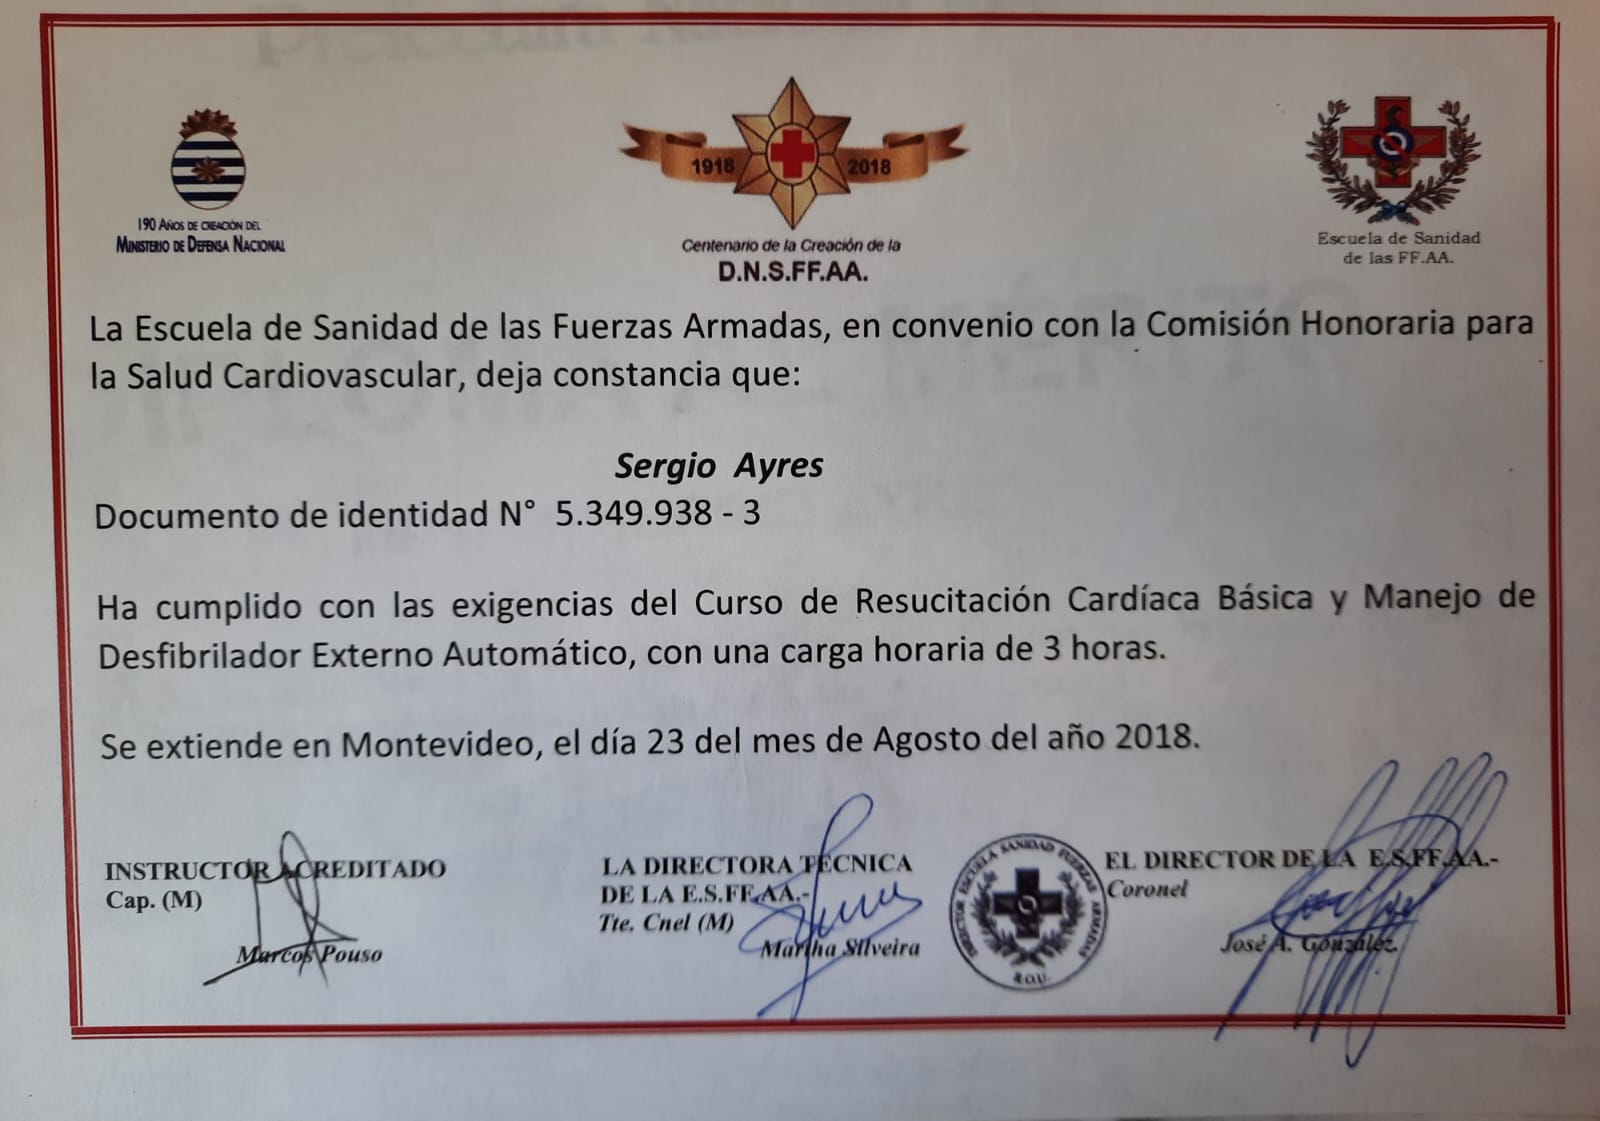 190 AÑOS DE CREACIÓN DEL
MINISTERIO DE DEFENSA NACIONAL
1918 2018
Centenario de la Creación de la
D.N.S.FF.AA.
Escuela de Sanidad
de las FF.AA.
La Escuela de Sanidad de las Fuerzas Armadas, en convenio con la Comisión Honoraria para
la Salud Cardiovascular, deja constancia que:
Sergio Ayres
Documento de identidad N° 5.349.938 - 3
Ha cumplido con las exigencias del Curso de Resucitación Cardíaca Básica y Manejo de
Desfibrilador Externo Automático, con una carga horaria de 3 horas.
Se extiende en Montevideo, el día 23 del mes de Agosto del año 2018.
INSTRUCTOR ACREDITADO
Cap. (M)
Marcos Pouso
LA DIRECTORA TECNICA
DE LA E.S.FF.AA.-
Tte. Cnel (M)
Martha Silveira
DIRECTOR ESCUELA SANIDAD FUERZAS ARMADAS
R.O.U.
EL DIRECTOR DE LA E.S.FF.AA.-
Coronel
José A. González.